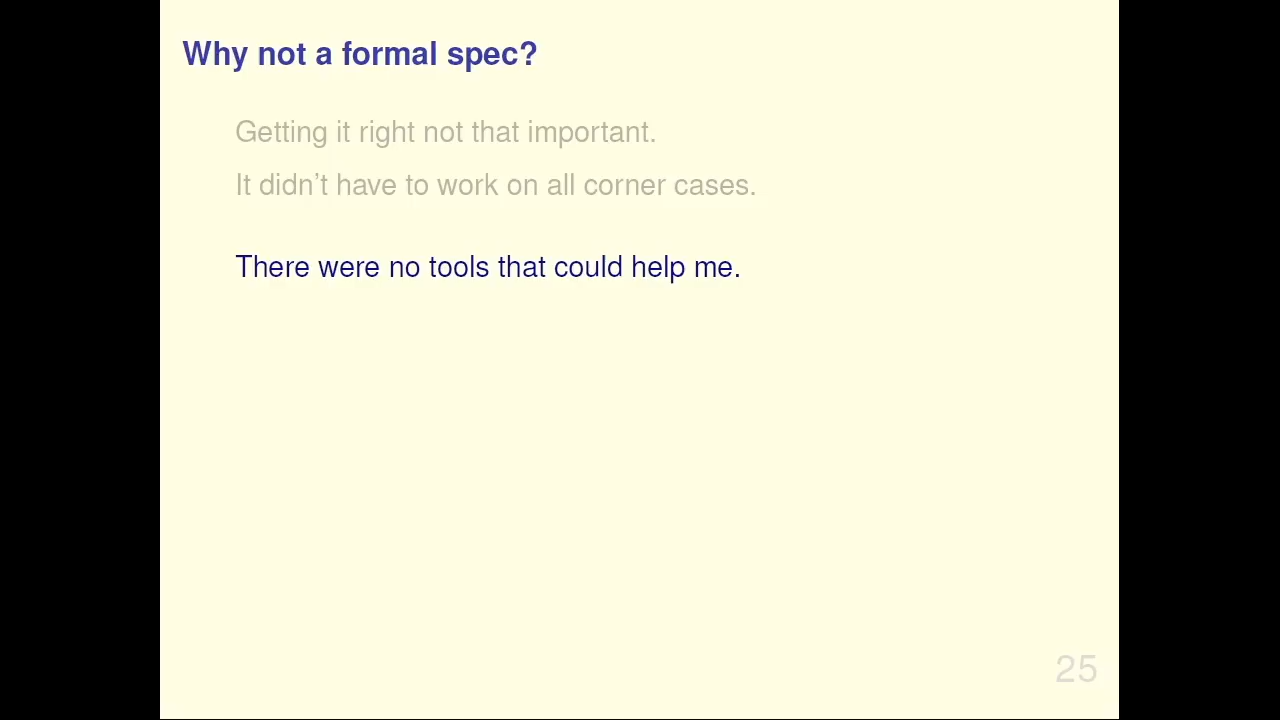 Why not a formal spec?
Getting it right not that important.
It didn't have to work on all corner cases.
There were no tools that could help me.
25